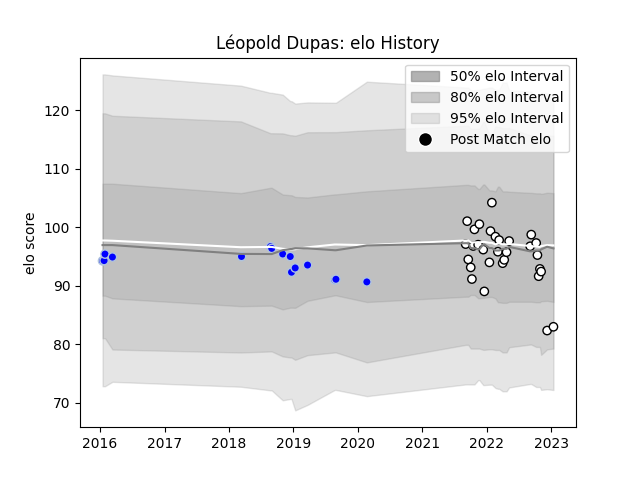 Léopold Dupas: elo History
50% elo Interval
80% elo Interval
95% elo Interval
Post Match elo
elo score
120
110
100
90
80
70
2016 2017 2018 2019 2020 2021 2022 2023